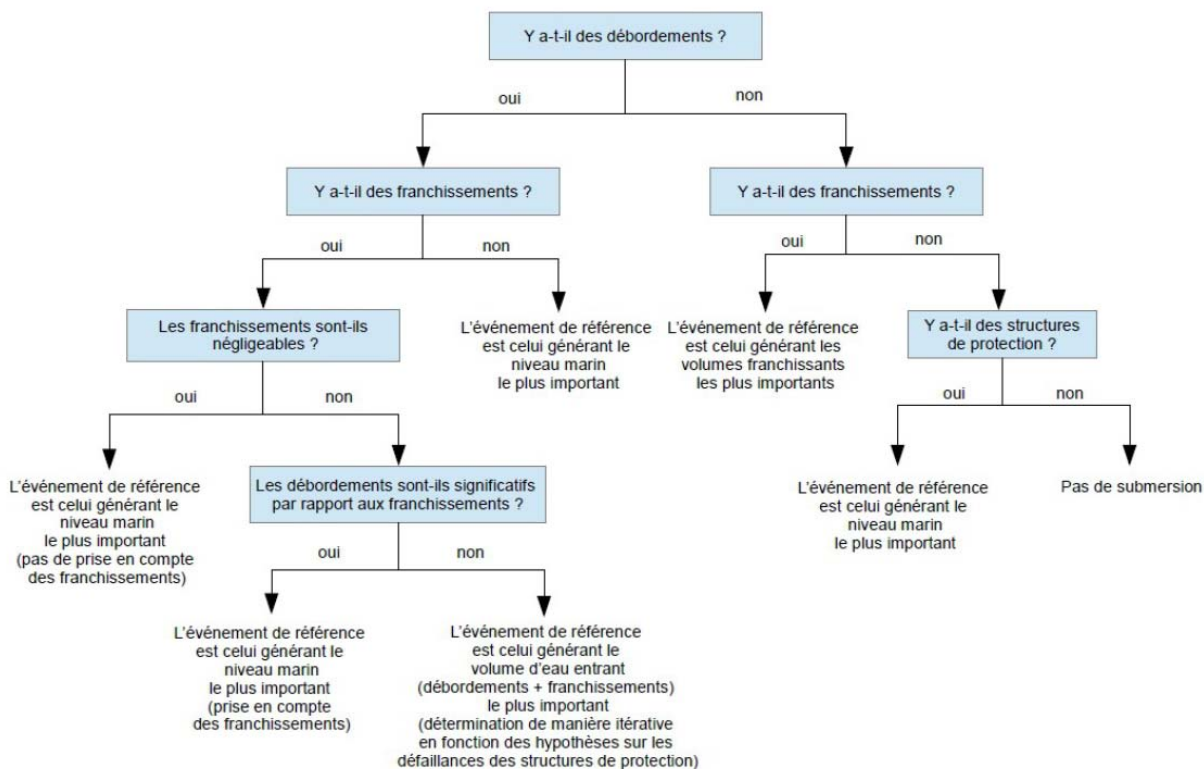 Y a-t-il des débordements ?
oui
non
Y a-t-il des franchissements ?
Y a-t-il des franchissements ?
oui
non
oui
non
Les franchissements sont-ils
négligeables ?
L'événement de référence
est celui générant le
niveau marin
le plus important
L'événement de référence
est celui générant les
volumes franchissants
les plus importants
Y a-t-il des structures
de protection ?
oui
non
oui
non
L'événement de référence
est celui générant le
niveau marin
le plus important
(pas de prise en compte
des franchissements)
Les débordements sont-ils significatifs
par rapport aux franchissements ?
L'événement de référence
est celui générant le
niveau marin
le plus important
Pas de submersion
oui
non
L'événement de référence
est celui générant le
niveau marin
le plus important
(prise en compte
des franchissements)
L'événement de référence
est celui générant le
volume d'eau entrant
(débordements + franchissements)
le plus important
(détermination de manière itérative
en fonction des hypothèses sur les
défaillances des structures de protection)